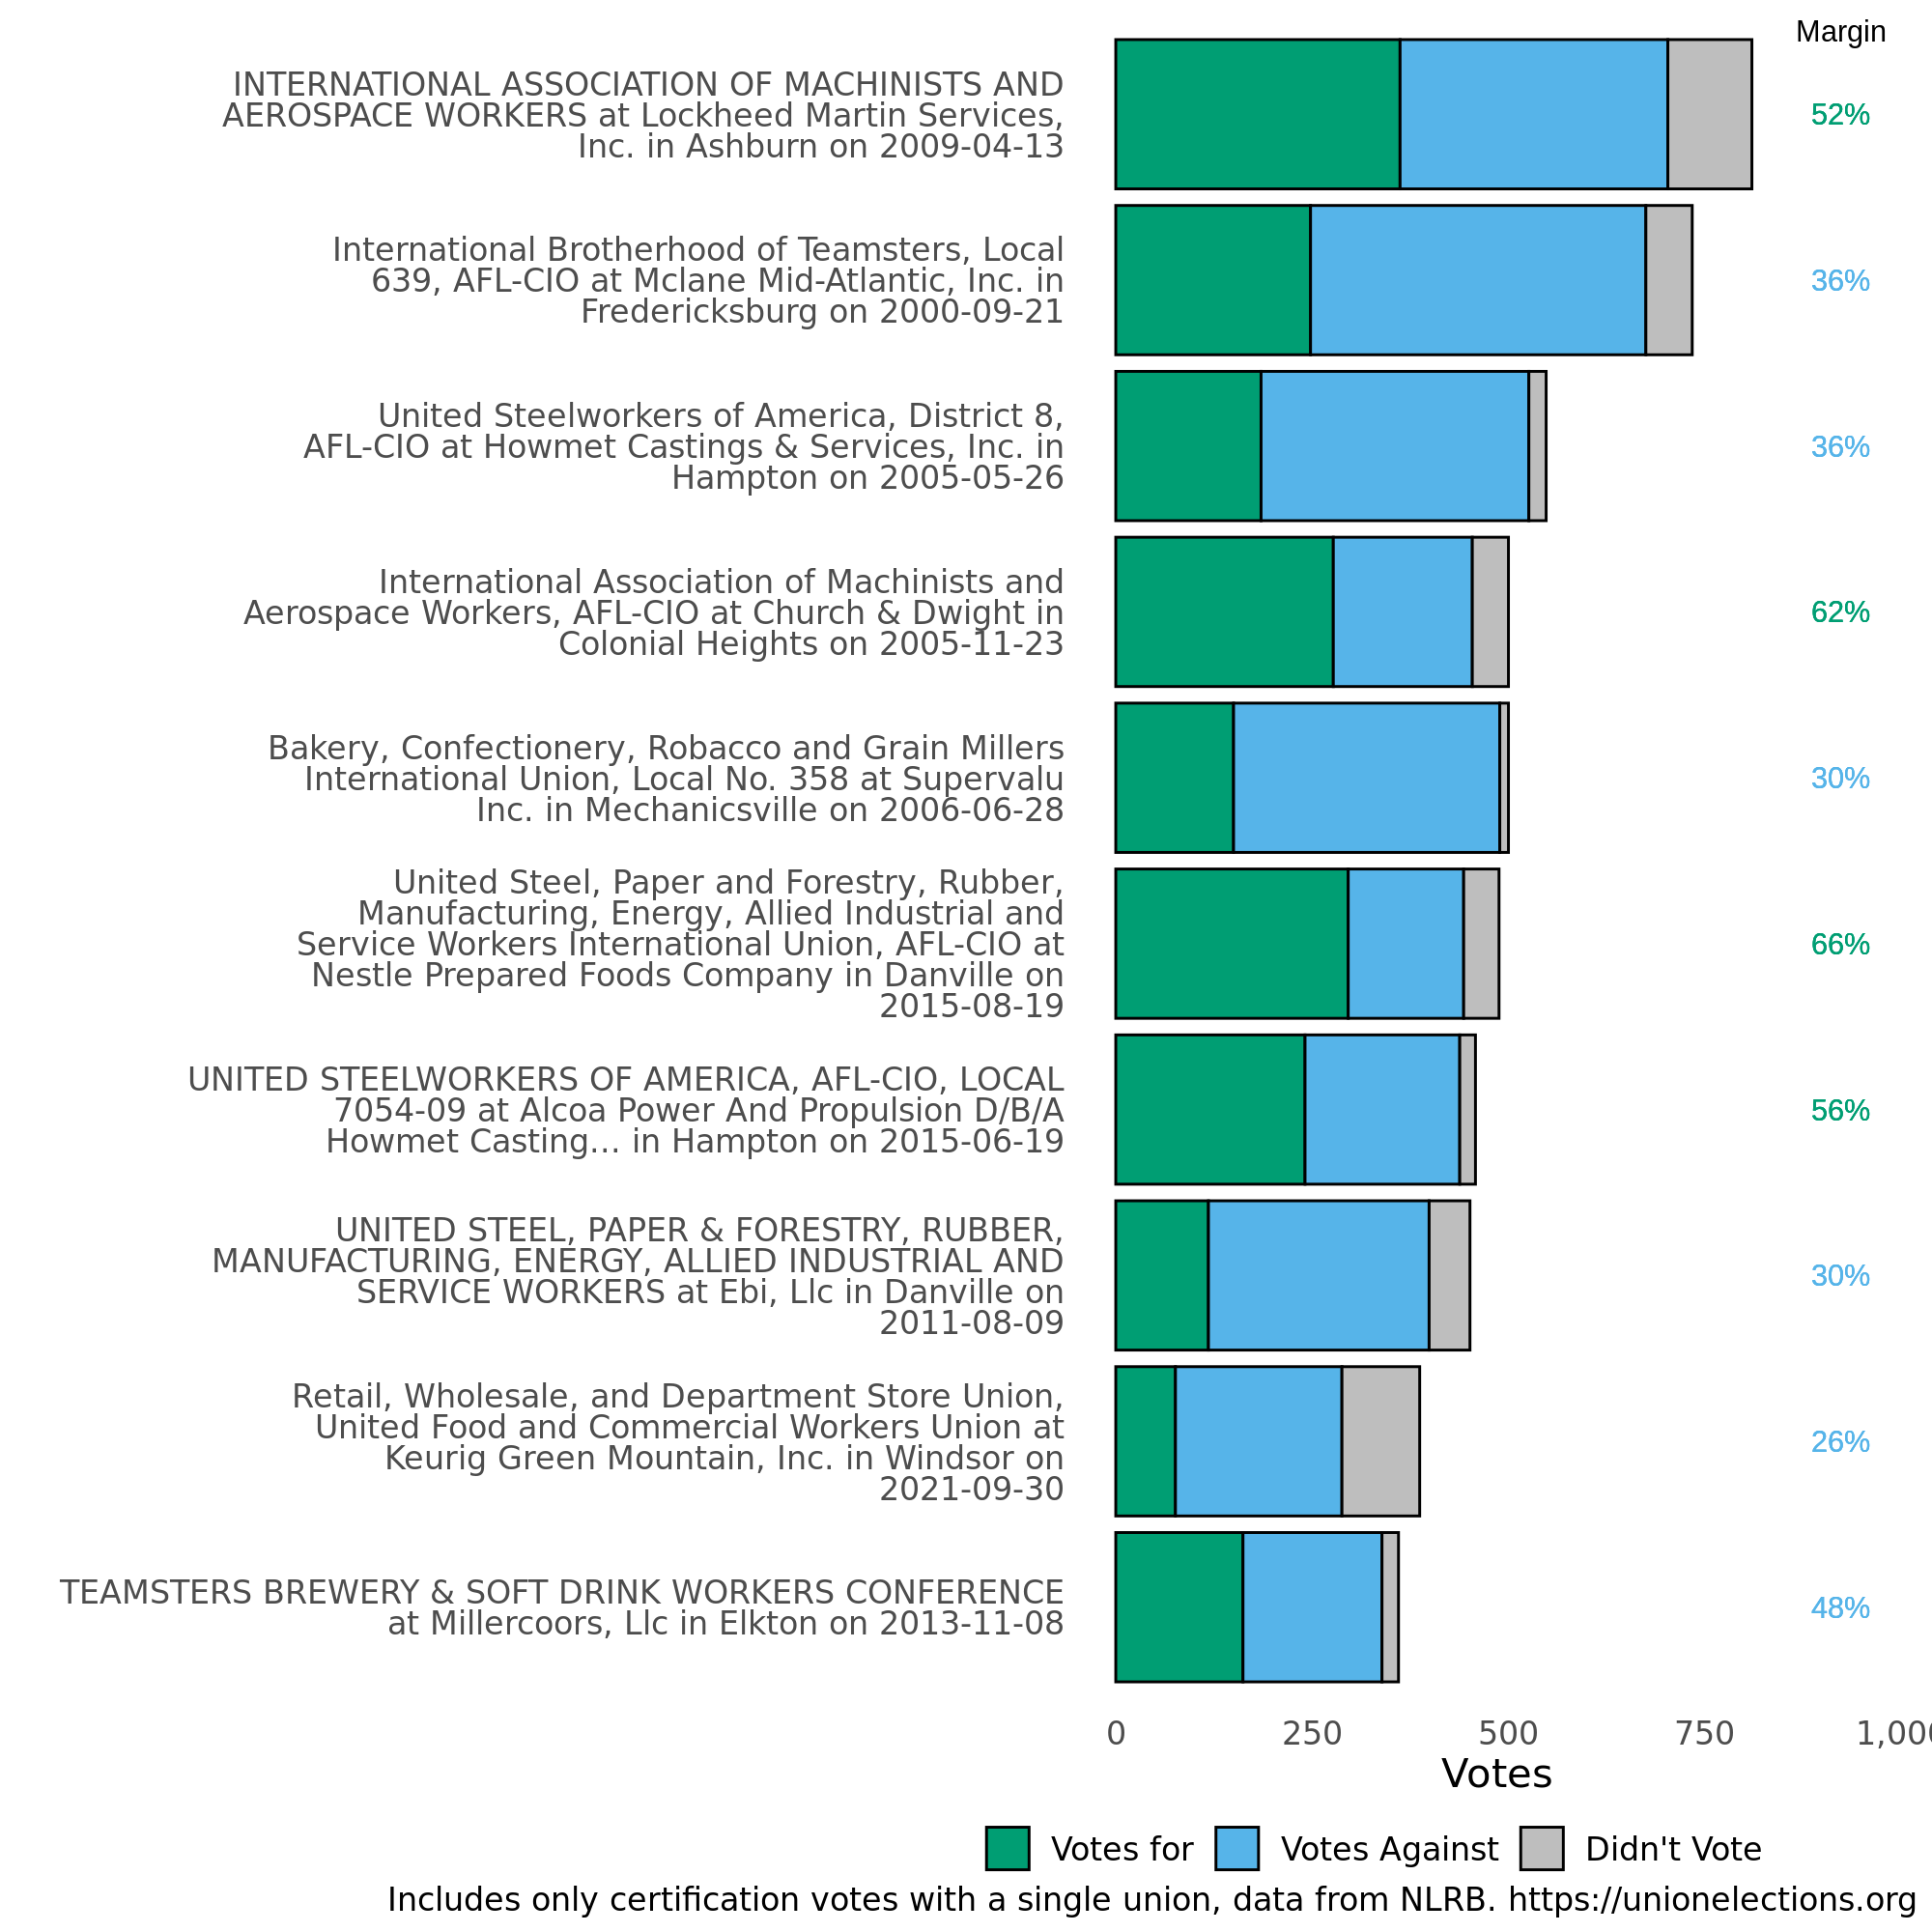 Margin
INTERNATIONAL ASSOCIATION OF MACHINISTS AND
AEROSPACE WORKERS at Lockheed Martin Services,
Inc. in Ashburn on 2009-04-13
52%
International Brotherhood of Teamsters, Local
639, AFL-CIO at Mclane Mid-Atlantic, Inc. in
Fredericksburg on 2000-09-21
36%
United Steelworkers of America, District 8,
AFL-CIO at Howmet Castings & Services, Inc. in
Hampton on 2005-05-26
36%
International Association of Machinists and
Aerospace Workers, AFL-CIO at Church & Dwight in
Colonial Heights on 2005-11-23
62%
Bakery, Confectionery, Robacco and Grain Millers
International Union, Local No. 358 at Supervalu
Inc. in Mechanicsville on 2006-06-28
30%
United Steel, Paper and Forestry, Rubber,
Manufacturing, Energy, Allied Industrial and
Service Workers International Union, AFL-CIO at
Nestle Prepared Foods Company in Danville on
2015-08-19
66%
UNITED STEELWORKERS OF AMERICA, AFL-CIO, LOCAL
7054-09 at Alcoa Power And Propulsion D/B/A
Howmet Casting... in Hampton on 2015-06-19
56%
UNITED STEEL, PAPER & FORESTRY, RUBBER,
MANUFACTURING, ENERGY, ALLIED INDUSTRIAL AND
SERVICE WORKERS at Ebi, Llc in Danville on
2011-08-09
30%
Retail, Wholesale, and Department Store Union,
United Food and Commercial Workers Union at
Keurig Green Mountain, Inc. in Windsor on
2021-09-30
26%
TEAMSTERS BREWERY & SOFT DRINK WORKERS CONFERENCE
at Millercoors, Llc in Elkton on 2013-11-08
48%
0 250 500 750
Votes
Votes for Votes Against Didn't Vote
Includes only certification votes with a single union, data from NLRB. https://unionelections.org